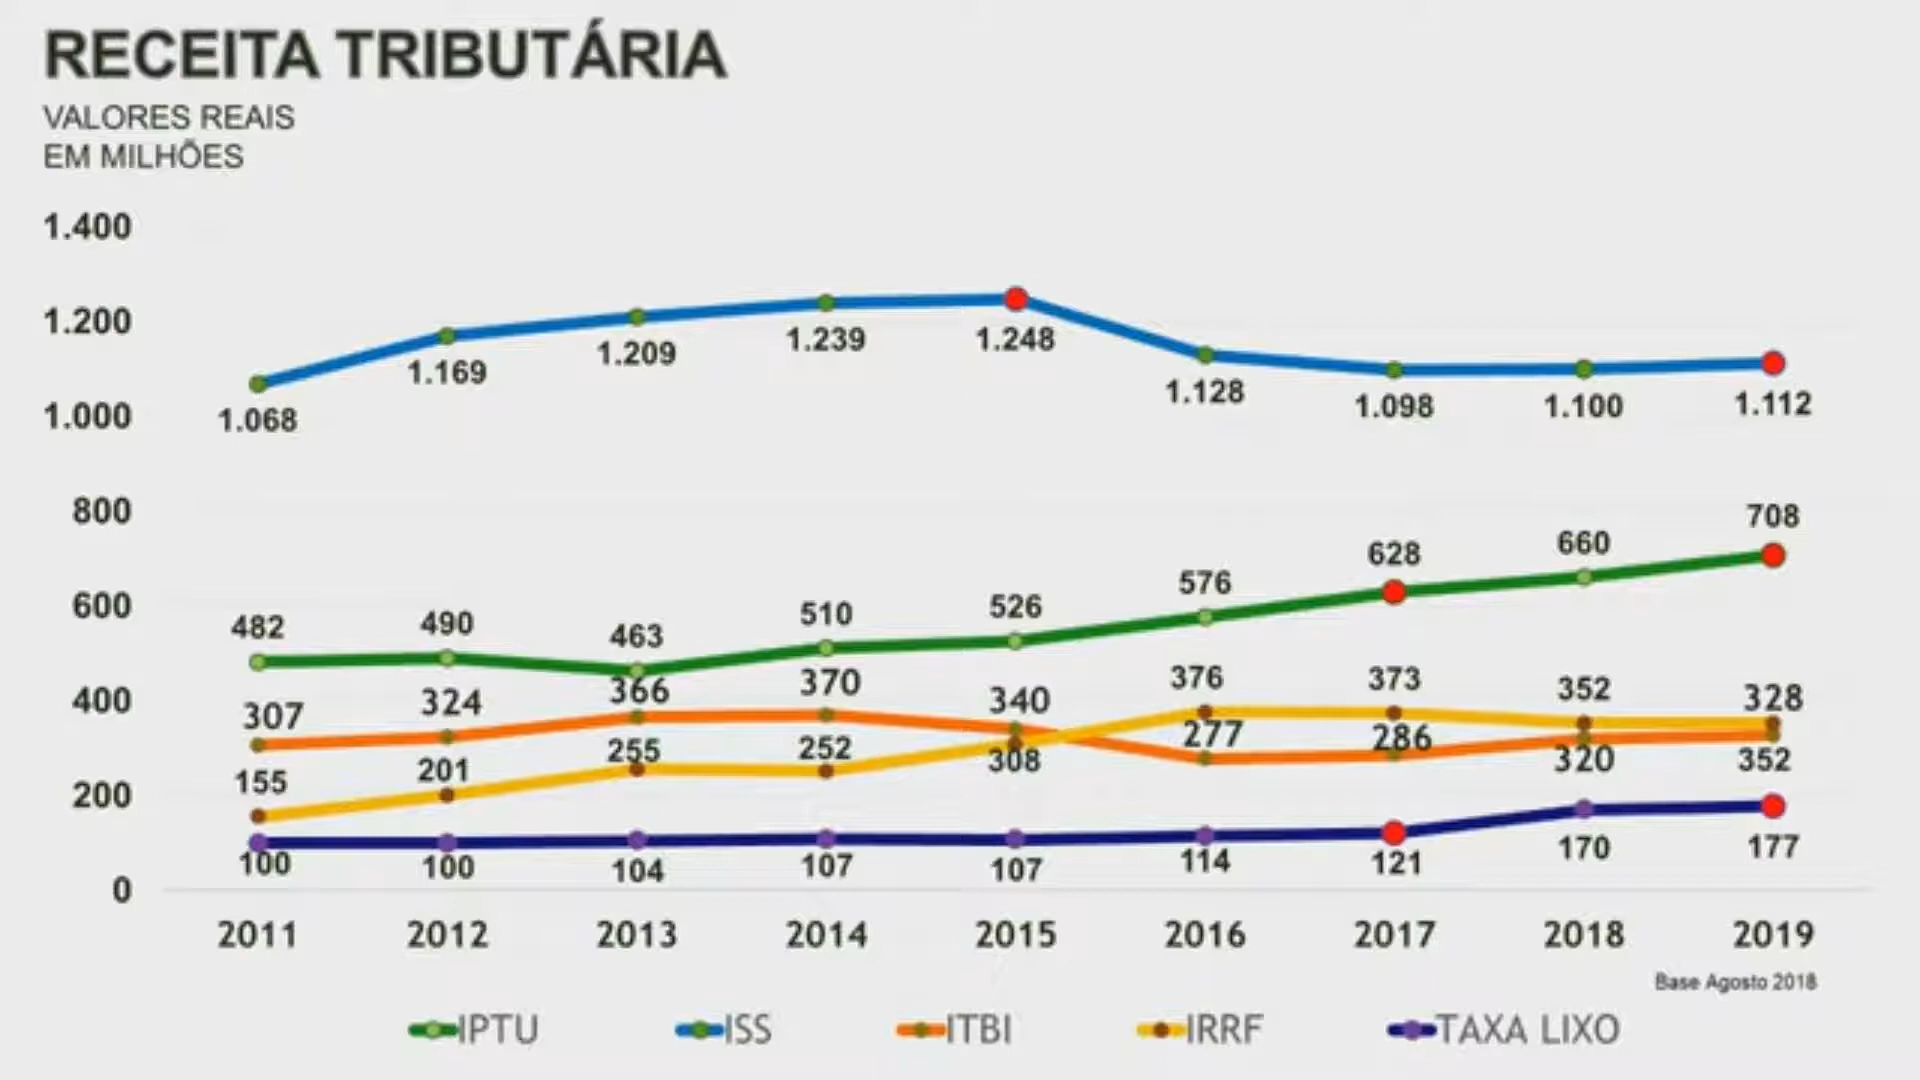 RECEITA TRIBUTÁRIA
VALORES REAIS
EM MILHÕES
1.400
1.200
1.000
800
600
400
200
0
1.068 1.169 1.209 1.239 1.248 1.128 1.098 1.100 1.112
482 490 463 510 526 576 628 660 708
307 324 366 370 340 376 373 352 328
155 201 255 252 308 277 286 320 352
100 100 104 107 107 114 121 170 177
2011 2012 2013 2014 2015 2016 2017 2018 2019
Base Agosto 2018
IPTU ISS ITBI IRRF TAXA LIXO